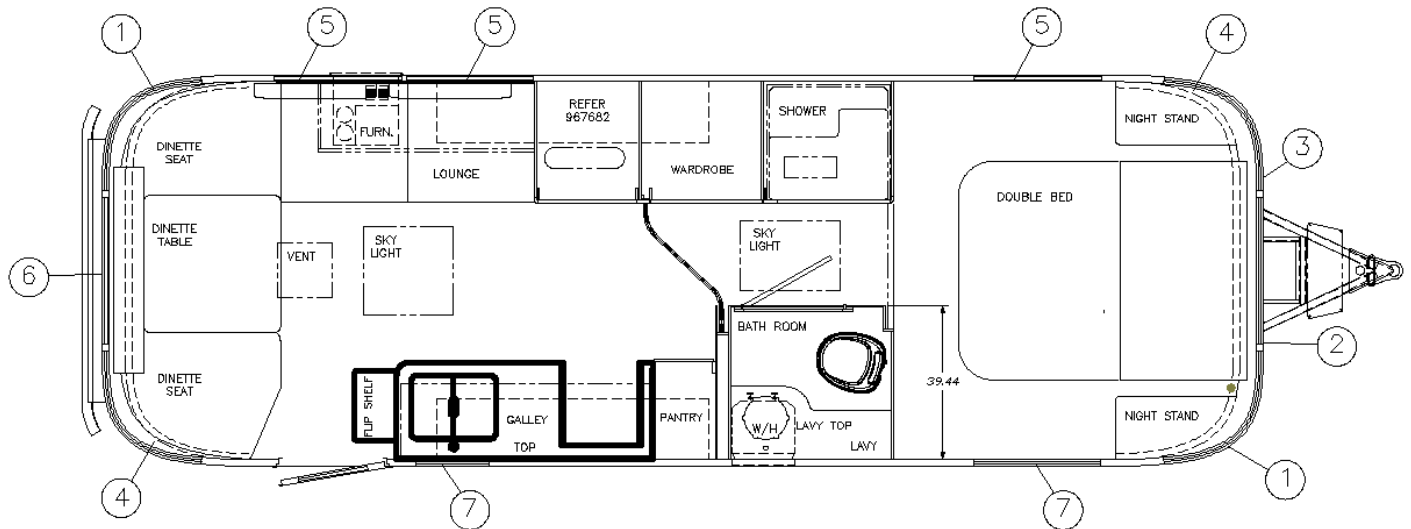 1
5
5
5
4
REFER
967682
SHOWER
NIGHT STAND
FURN.
DINETTE
SEAT
LOUNGE
WARDROBE
3
DOUBLE BED
DINETTE
TABLE
SKY
LIGHT
SKY
LIGHT
VENT
6
BATH ROOM
2
39.44
DINETTE
SEAT
FLIP SHELF
GALLEY
TOP
PANTRY
W/H
LAVY TOP
LAVY
NIGHT STAND
4
7
7
1